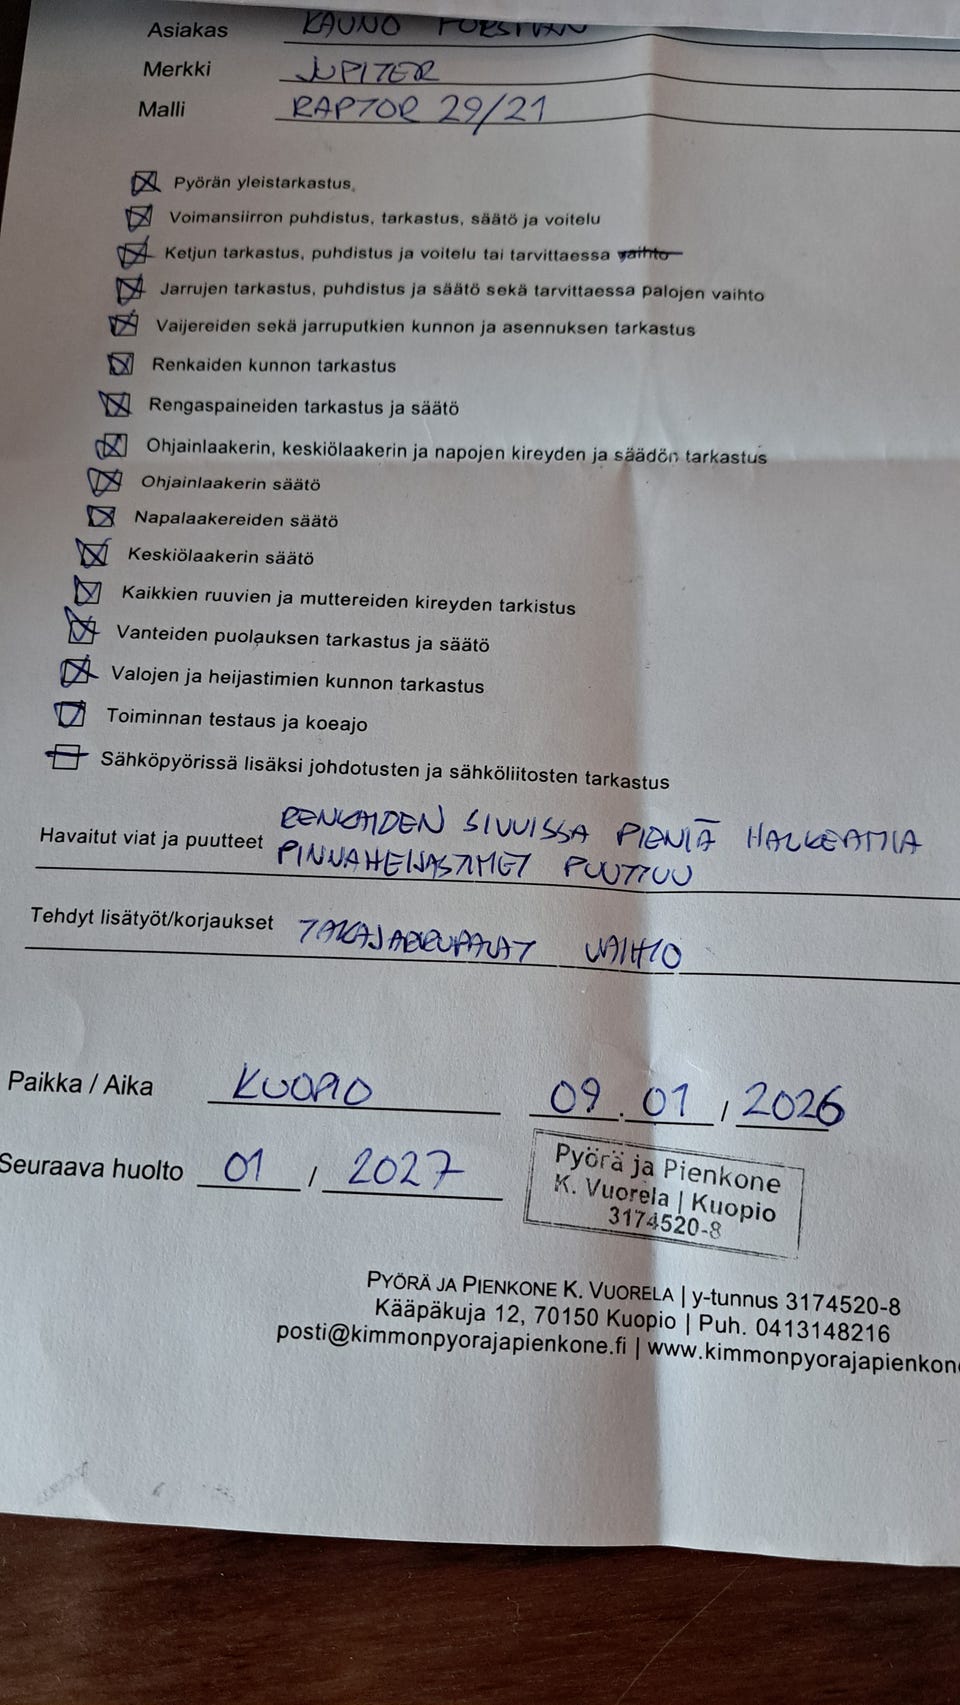 Asiakas KAUNO
Merkki JUPITER
Malli RAPTOR 29/21
Pyörän yleistarkastus,
Voimansiirron puhdistus, tarkastus, säätö ja voitelu
Ketjun tarkastus, puhdistus ja voitelu tai tarvittaessa vaihto
Jarrujen tarkastus, puhdistus ja säätö sekä tarvittaessa palojen vaihto
Vaijereiden sekä jarruputkien kunnon ja asennuksen tarkastus
Renkaiden kunnon tarkastus
Rengaspaineiden tarkastus ja säätö
Ohjainlaakerin, keskiölaakerin ja napojen kireyden ja säädön tarkastus
Ohjainlaakerin säätö
Napalaakereiden säätö
Keskiölaakerin säätö
Kaikkien ruuvien ja muttereiden kireyden tarkistus
Vanteiden puolauksen tarkastus ja säätö
Valojen ja heijastimien kunnon tarkastus
Toiminnan testaus ja koeajo
Sähköpyörissä lisäksi johdotusten ja sähköliitosten tarkastus
RENKAIDEN SIVUISSA PIENIÄ HALKEAMIA
Havaitut viat ja puutteet PINNAHEIJASTIMET PUUTTUU
Tehdyt lisätyöt/korjaukset TAKAJARRUPALAT VAIHTO
Paikka / Aika KUOPIO 09.01/2026
Seuraava huolto 01/2027
Pyörä ja Pienkone
K. Vuorela | Kuopio
3174520-8
PYÖRÄ JA PIENKONE K. VUORELA | y-tunnus 3174520-8
Kääpäkuja 12, 70150 Kuopio | Puh. 0413148216
posti@kimmonpyorajapienkone.fi | www.kimmonpyorajapienkon